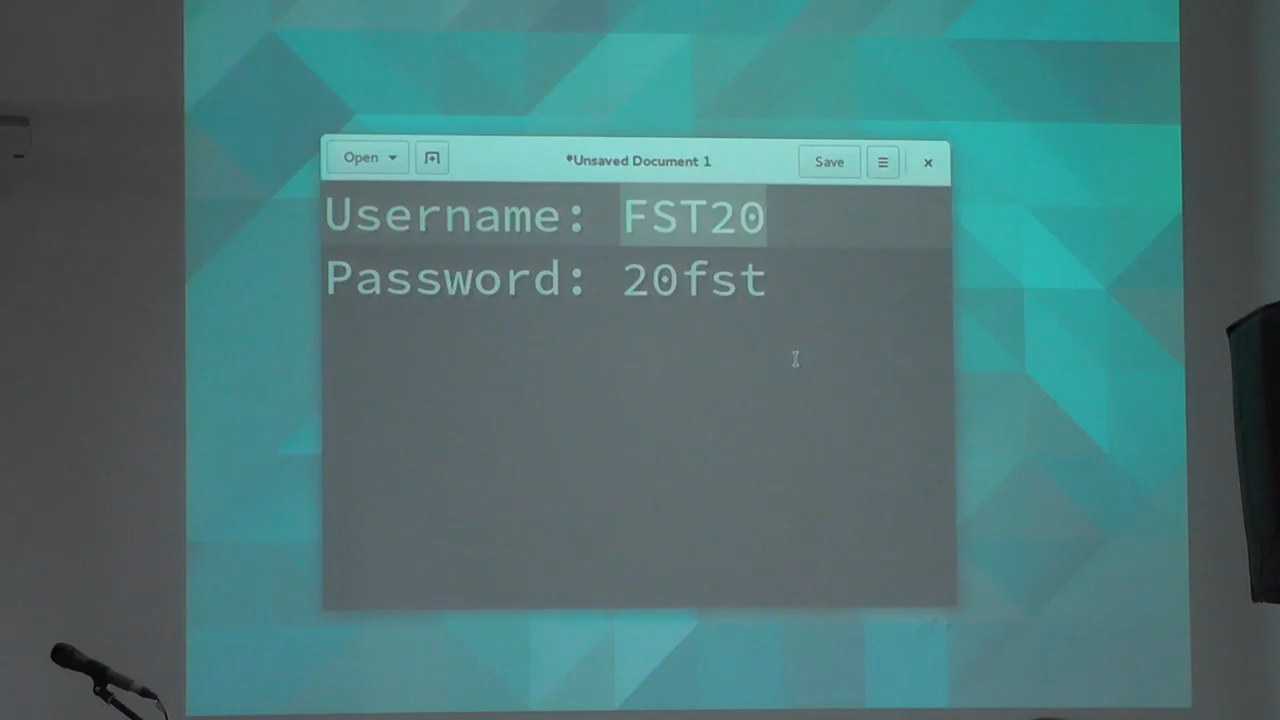 Open
*Unsaved Document 1
Save
Username: FST20
Password: 20fst